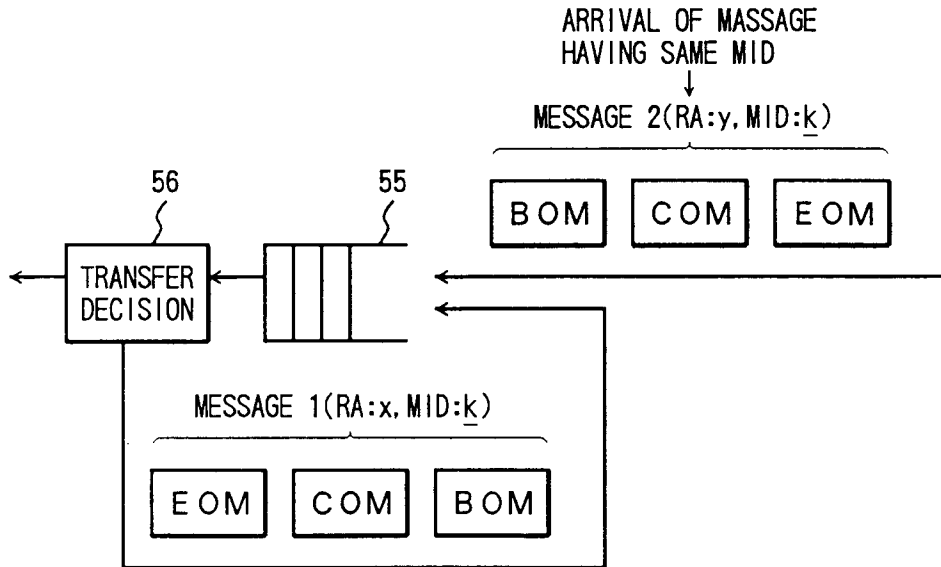 ARRIVAL OF MASSAGE
HAVING SAME MID
MESSAGE 2(RA:y,MID:k)
BOM COM EOM
56 55
TRANSFER
DECISION
MESSAGE 1(RA:x,MID:k)
EOM COM BOM